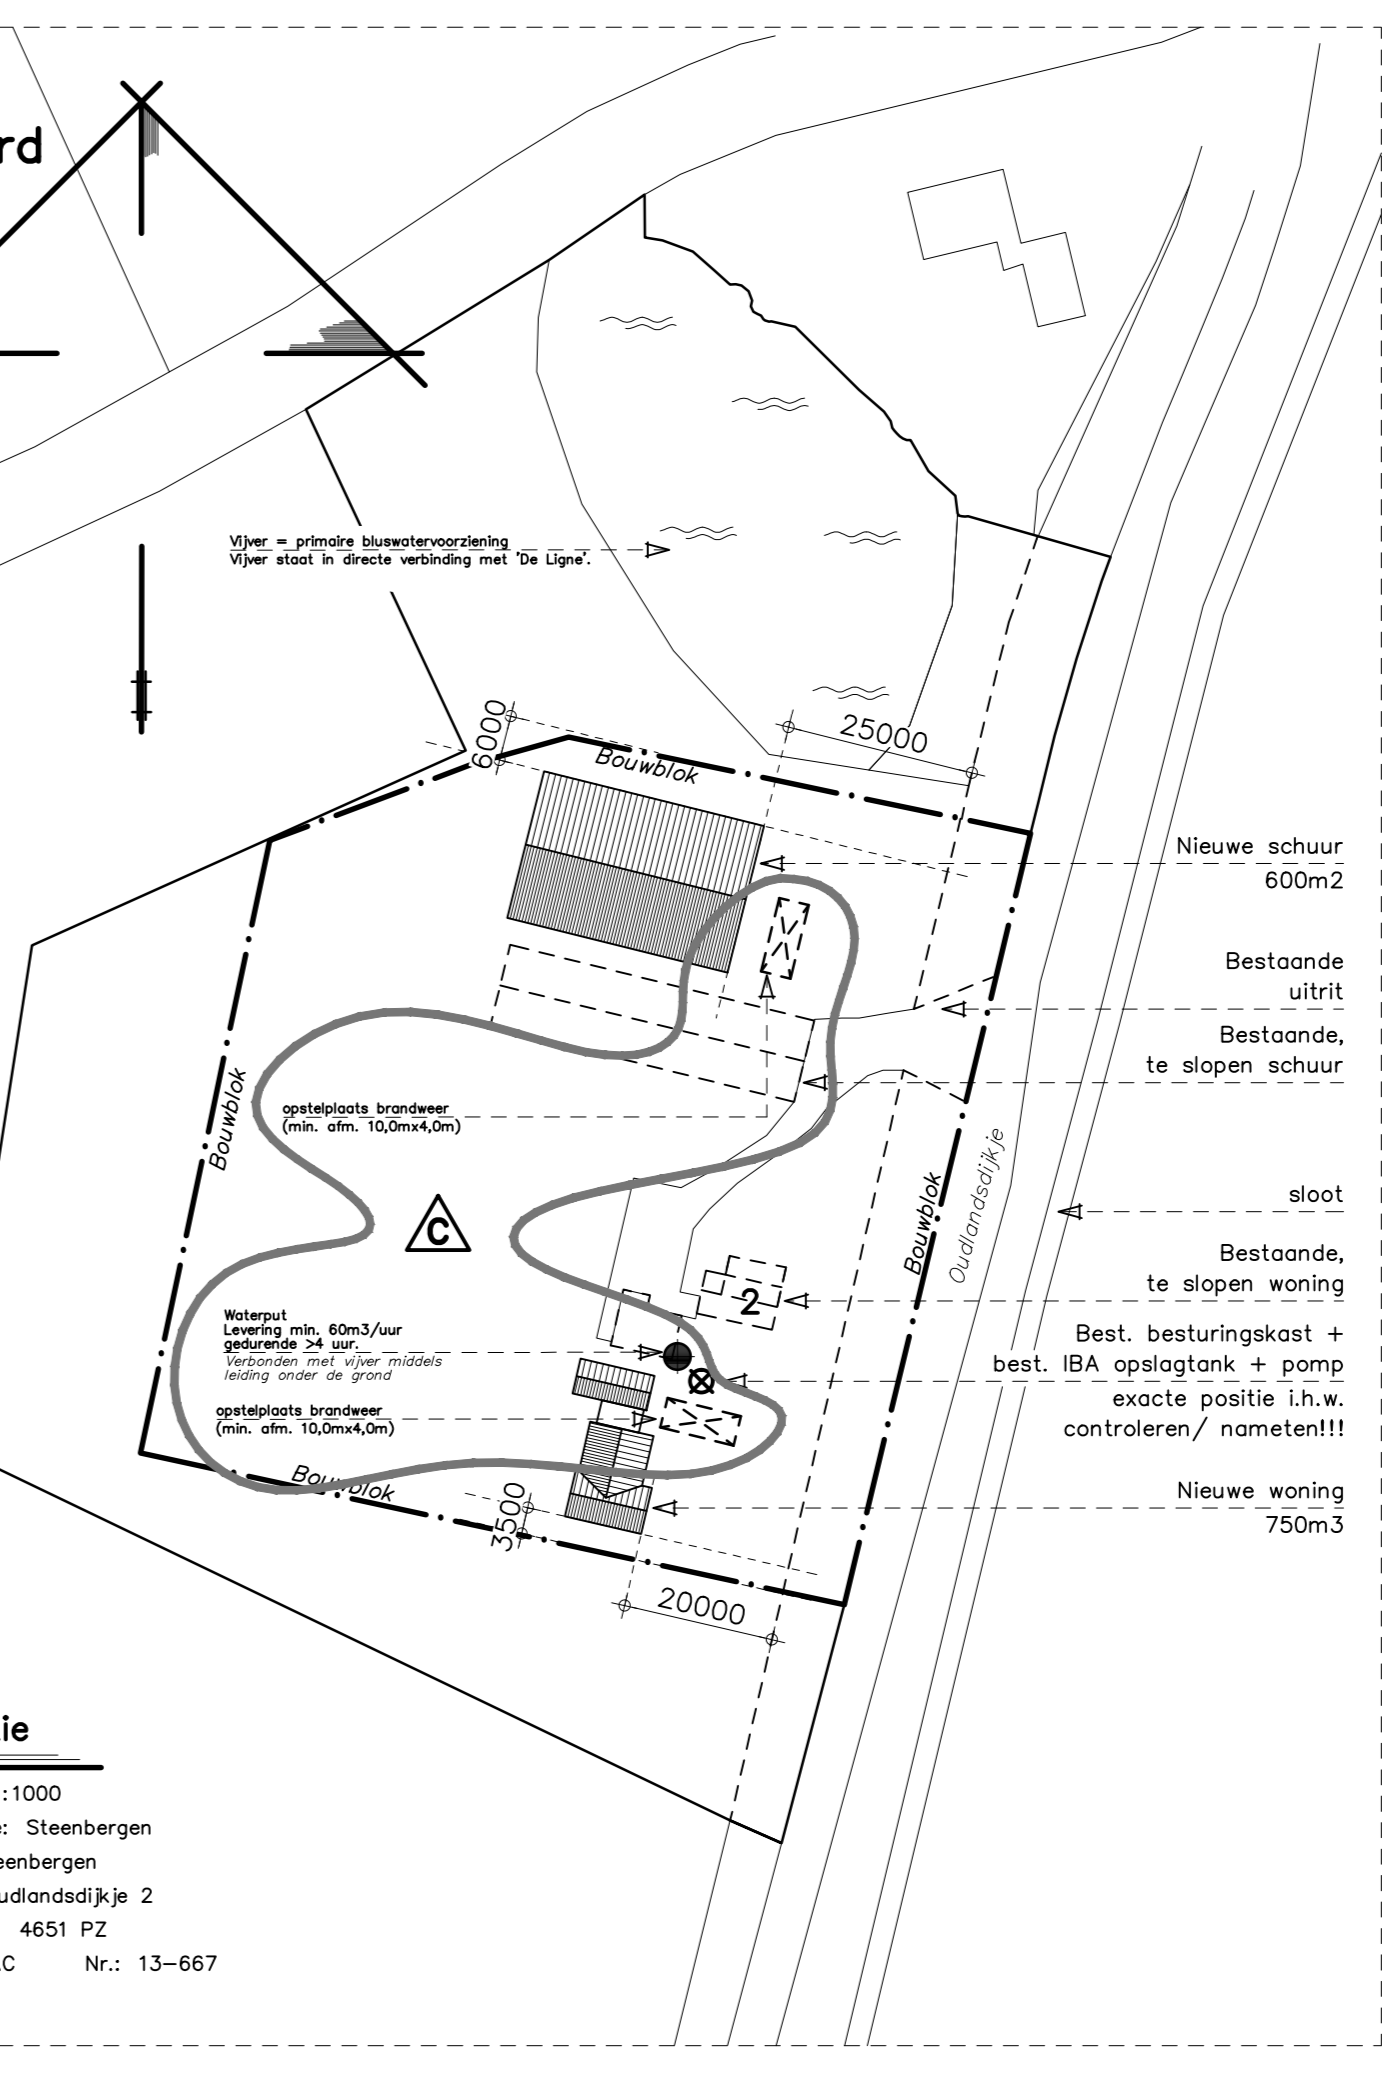 rd
Vijver = primaire bluswatervoorziening
Vijver staat in directe verbinding met 'De Ligne'.
6000
25000
Bouwblok
Nieuwe schuur
600m2
Bestaande
uitrit
Bestaande,
te slopen schuur
Bouwblok
opstelplaats brandweer
(min. afm. 10,0mx4,0m)
Bouwblok
Oudlandsdijkje
sloot
C
Bestaande,
te slopen woning
2
Waterput
Levering min. 60m3/uur
gedurende >4 uur.
Verbonden met vijver middels
leiding onder de grond
Best. besturingskast +
best. IBA opslagtank + pomp
exacte positie i.h.w.
controleren/ nameten!!!
opstelplaats brandweer
(min. afm. 10,0mx4,0m)
Bouwblok
3500
Nieuwe woning
750m3
20000
ie
:1000
e: Steenbergen
eenbergen
udlandsdijkje 2
4651 PZ
C Nr.: 13-667